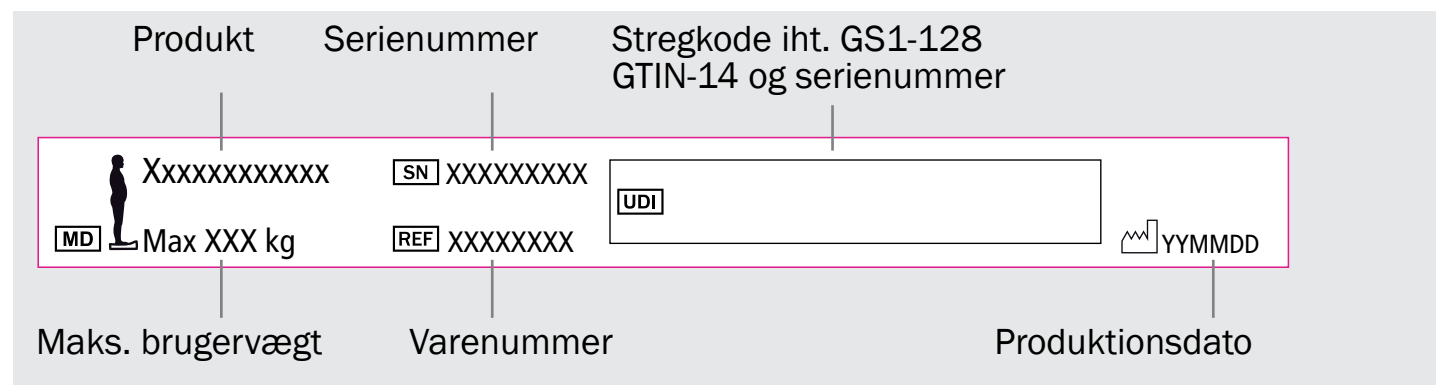 Produkt
Serienummer
Stregkode iht. GS1-128
GTIN-14 og serienummer
Xxxxxxxxxxxx
SN XXXXXXXXX
UDI
MD Max XXX kg
REF XXXXXXXX
YYMMDD
Maks. brugervægt
Varenummer
Produktionsdato